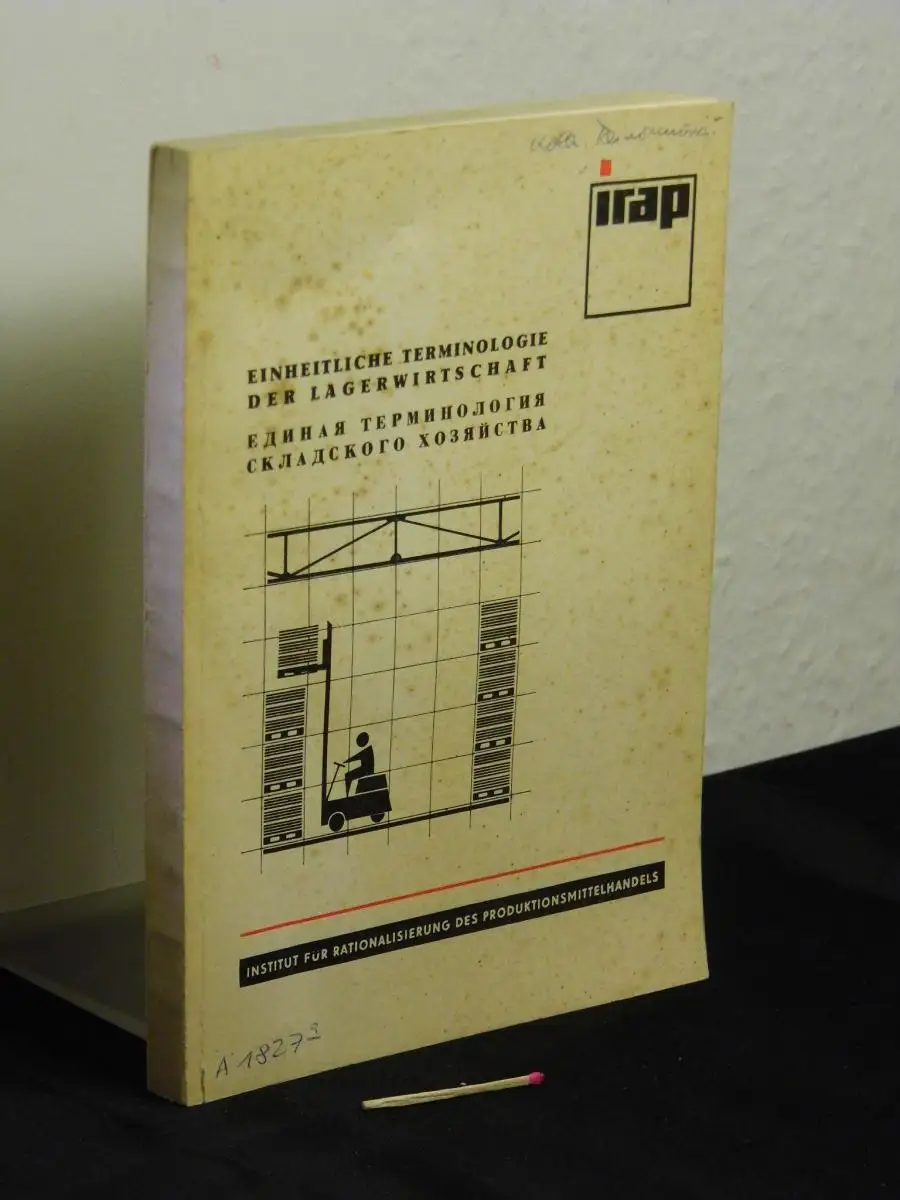 irap
EINHEITLICHE TERMINOLOGIE
DER LAGERWIRTSCHAFT
ЕДИНАЯ ТЕРМИНОЛОГИЯ
СКЛАДСКОГО ХОЗЯЙСТВА
INSTITUT FÜR RATIONALISIERUNG DES PRODUKTIONSMITTELHANDELS
A 1827